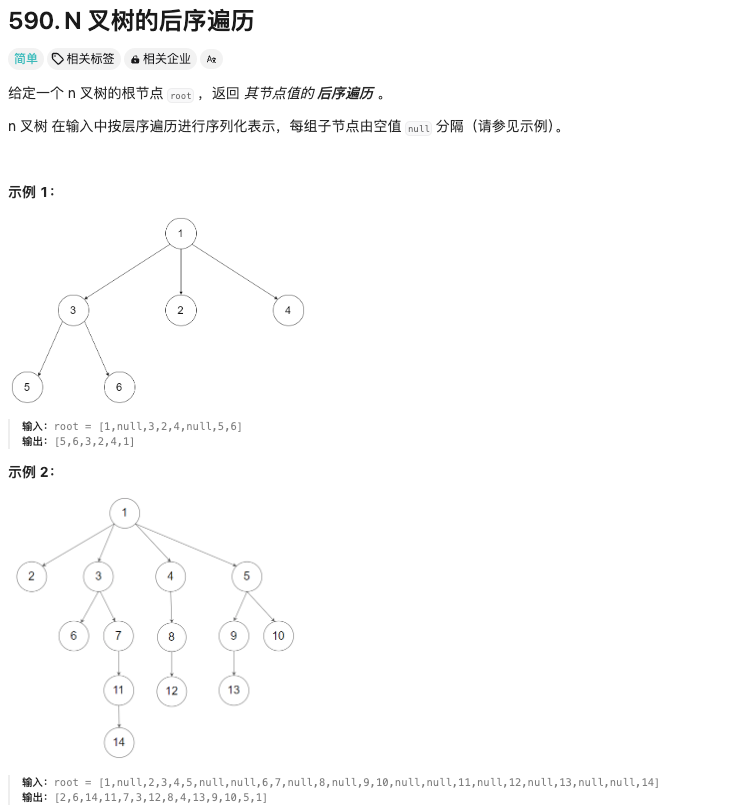 590. N 叉树的后序遍历
简单 相关标签 相关企业 Aあ
给定一个 n 叉树的根节点 root ，返回 其节点值的 后序遍历 。
n 叉树 在输入中按层序遍历进行序列化表示，每组子节点由空值 null 分隔（请参见示例）。
示例 1：
1
3 2 4
5 6
输入：root = [1,null,3,2,4,null,5,6]
输出：[5,6,3,2,4,1]
示例 2：
1
2 3 4 5
6 7 8 9 10
11 12 13
14
输入：root = [1,null,2,3,4,5,null,null,6,7,null,8,null,9,10,null,null,11,null,12,null,13,null,null,14]
输出：[2,6,14,11,7,3,12,8,4,13,9,10,5,1]